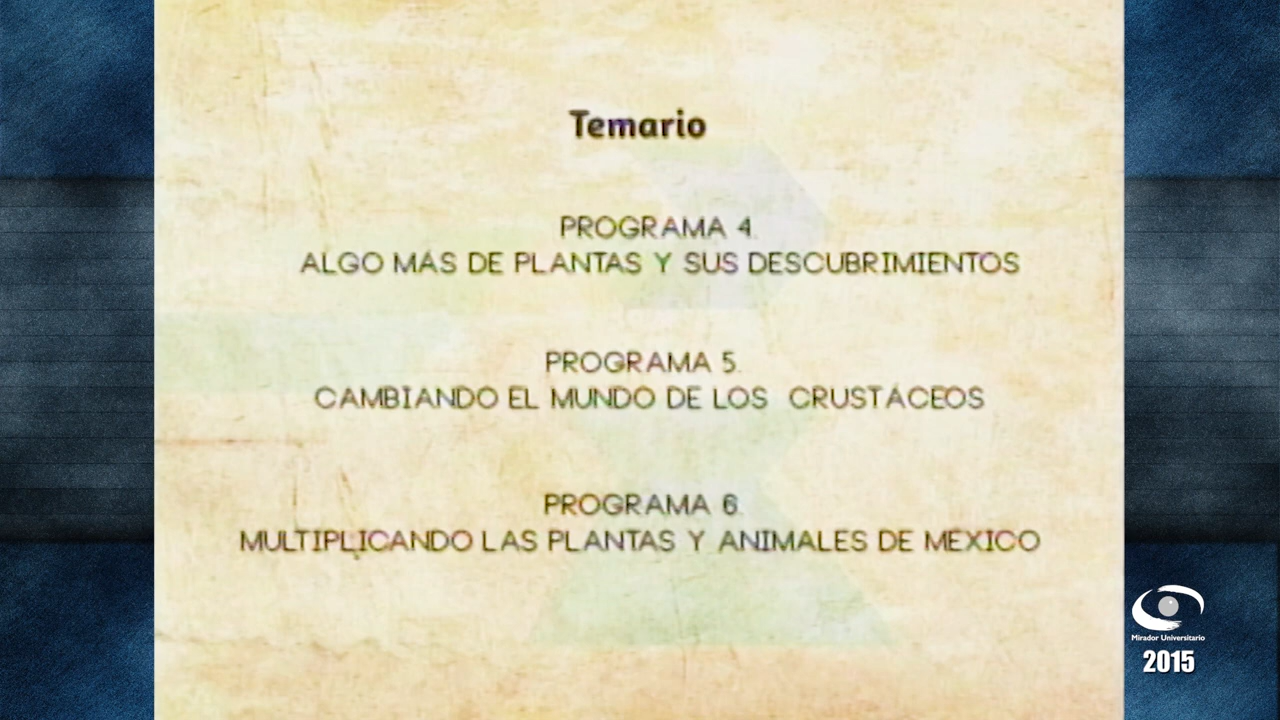 Temario
PROGRAMA 4.
ALGO MÁS DE PLANTAS Y SUS DESCUBRIMIENTOS
PROGRAMA 5.
CAMBIANDO EL MUNDO DE LOS CRUSTÁCEOS
PROGRAMA 6.
MULTIPLICANDO LAS PLANTAS Y ANIMALES DE MÉXICO
Mirador Universitario
2015